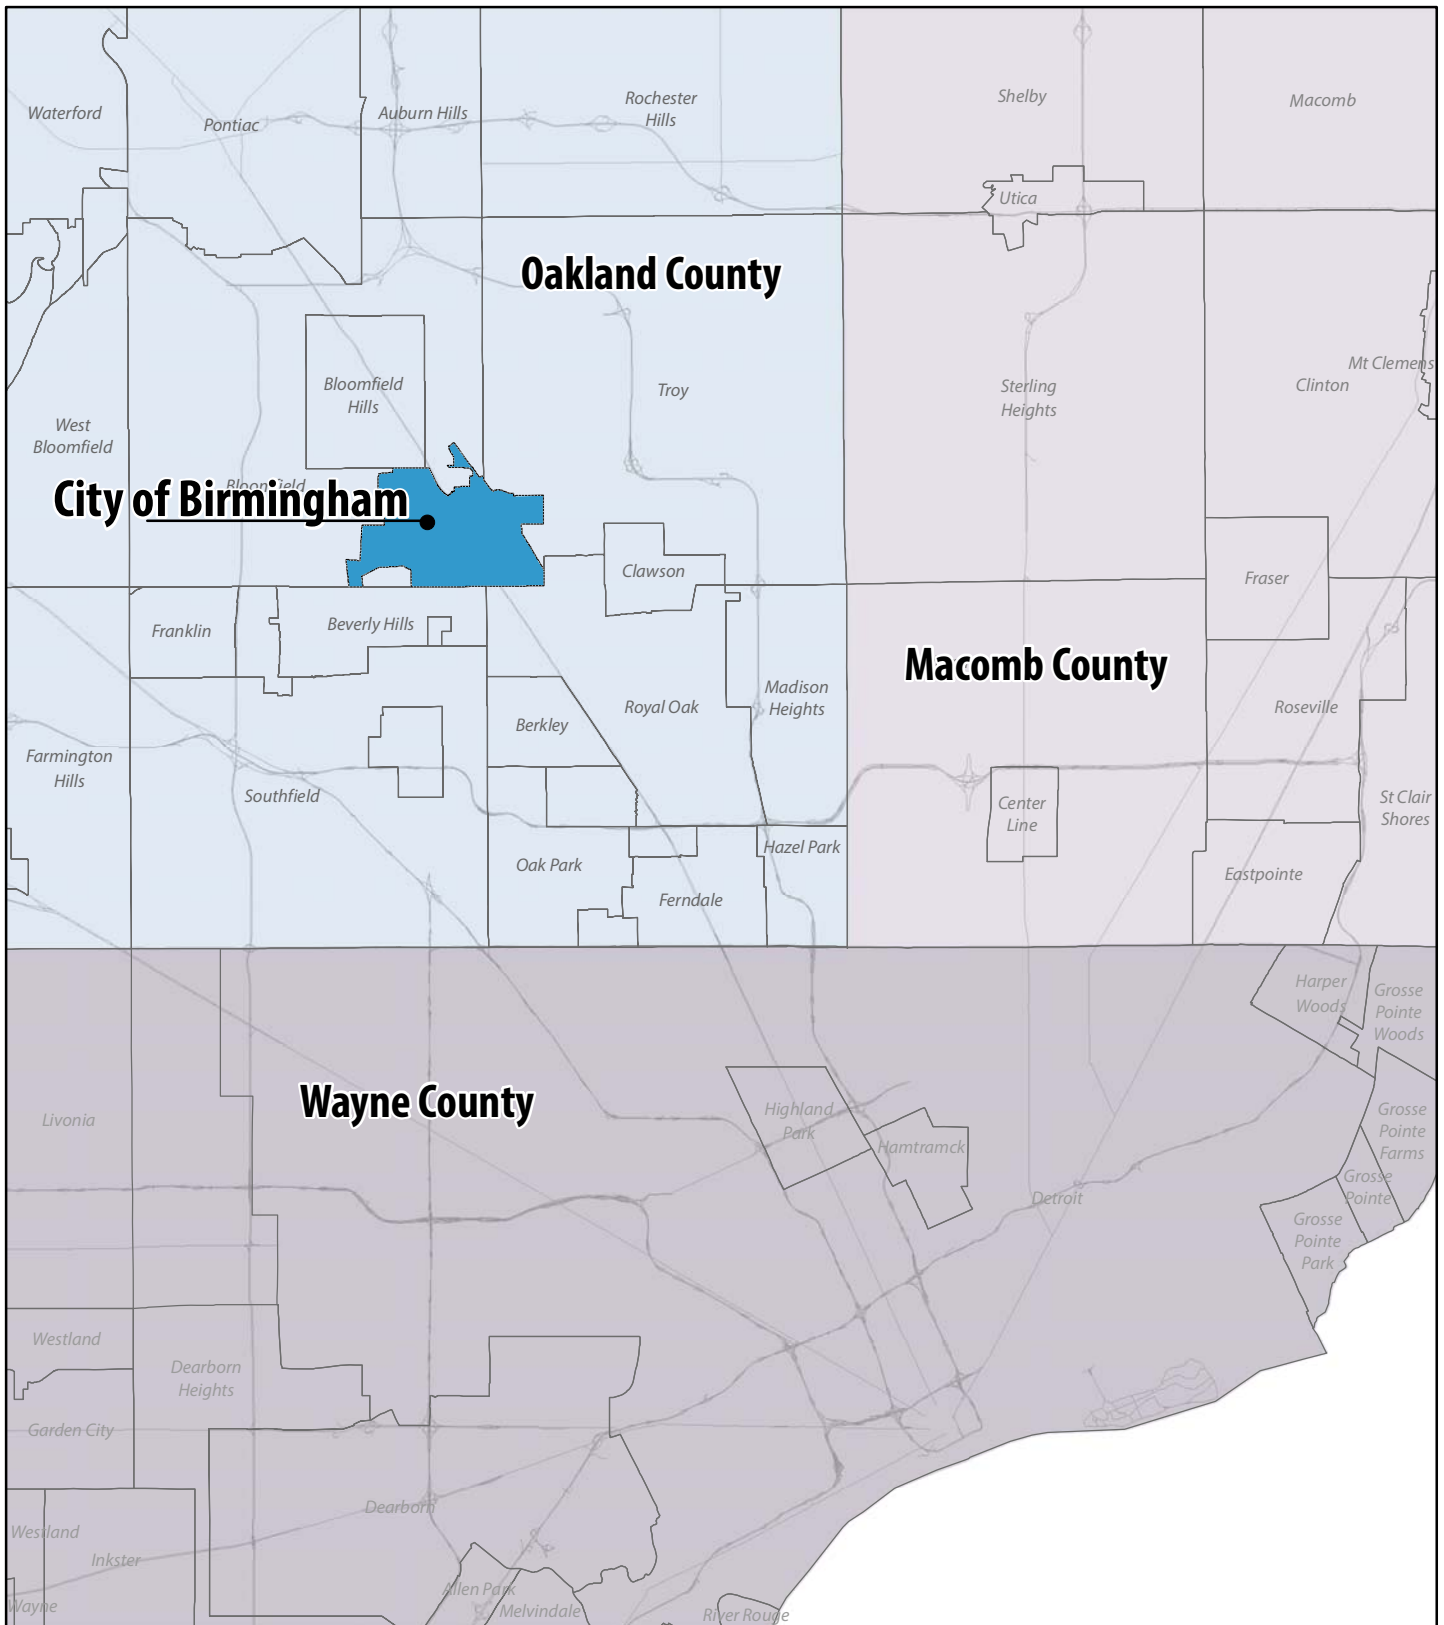 Waterford
Pontiac
Auburn Hills
Rochester
Hills
Shelby
Macomb
Utica
Oakland County
Bloomfield
Hills
Troy
Sterling
Heights
Clinton
Mt Clemens
West
Bloomfield
Bloomfield
City of Birmingham
Clawson
Fraser
Franklin
Beverly Hills
Macomb County
Madison
Heights
Royal Oak
Berkley
Roseville
Farmington
Hills
Southfield
Center
Line
St Clair
Shores
Oak Park
Hazel Park
Ferndale
Eastpointe
Harper
Woods
Grosse
Pointe
Woods
Livonia
Wayne County
Highland
Park
Hamtramck
Grosse
Pointe
Farms
Grosse
Pointe
Detroit
Grosse
Pointe
Park
Westland
Dearborn
Heights
Garden City
Dearborn
Westland
Inkster
Wayne
Allen Park
Melvindale
River Rouge